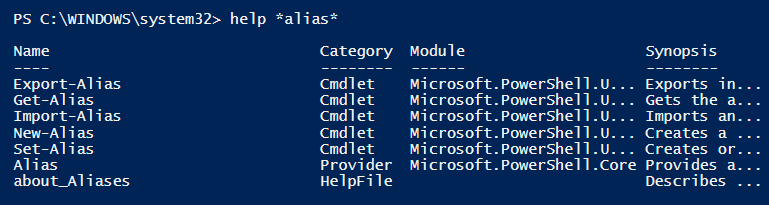 PS C:\WINDOWS\system32> help *alias*
Name Category Module Synopsis
---- -------- ------ --------
Export-Alias Cmdlet Microsoft.PowerShell.U... Exports in...
Get-Alias Cmdlet Microsoft.PowerShell.U... Gets the a...
Import-Alias Cmdlet Microsoft.PowerShell.U... Imports an...
New-Alias Cmdlet Microsoft.PowerShell.U... Creates a ...
Set-Alias Cmdlet Microsoft.PowerShell.U... Creates or...
Alias Provider Microsoft.PowerShell.Core Provides a...
about_Aliases HelpFile Describes ...